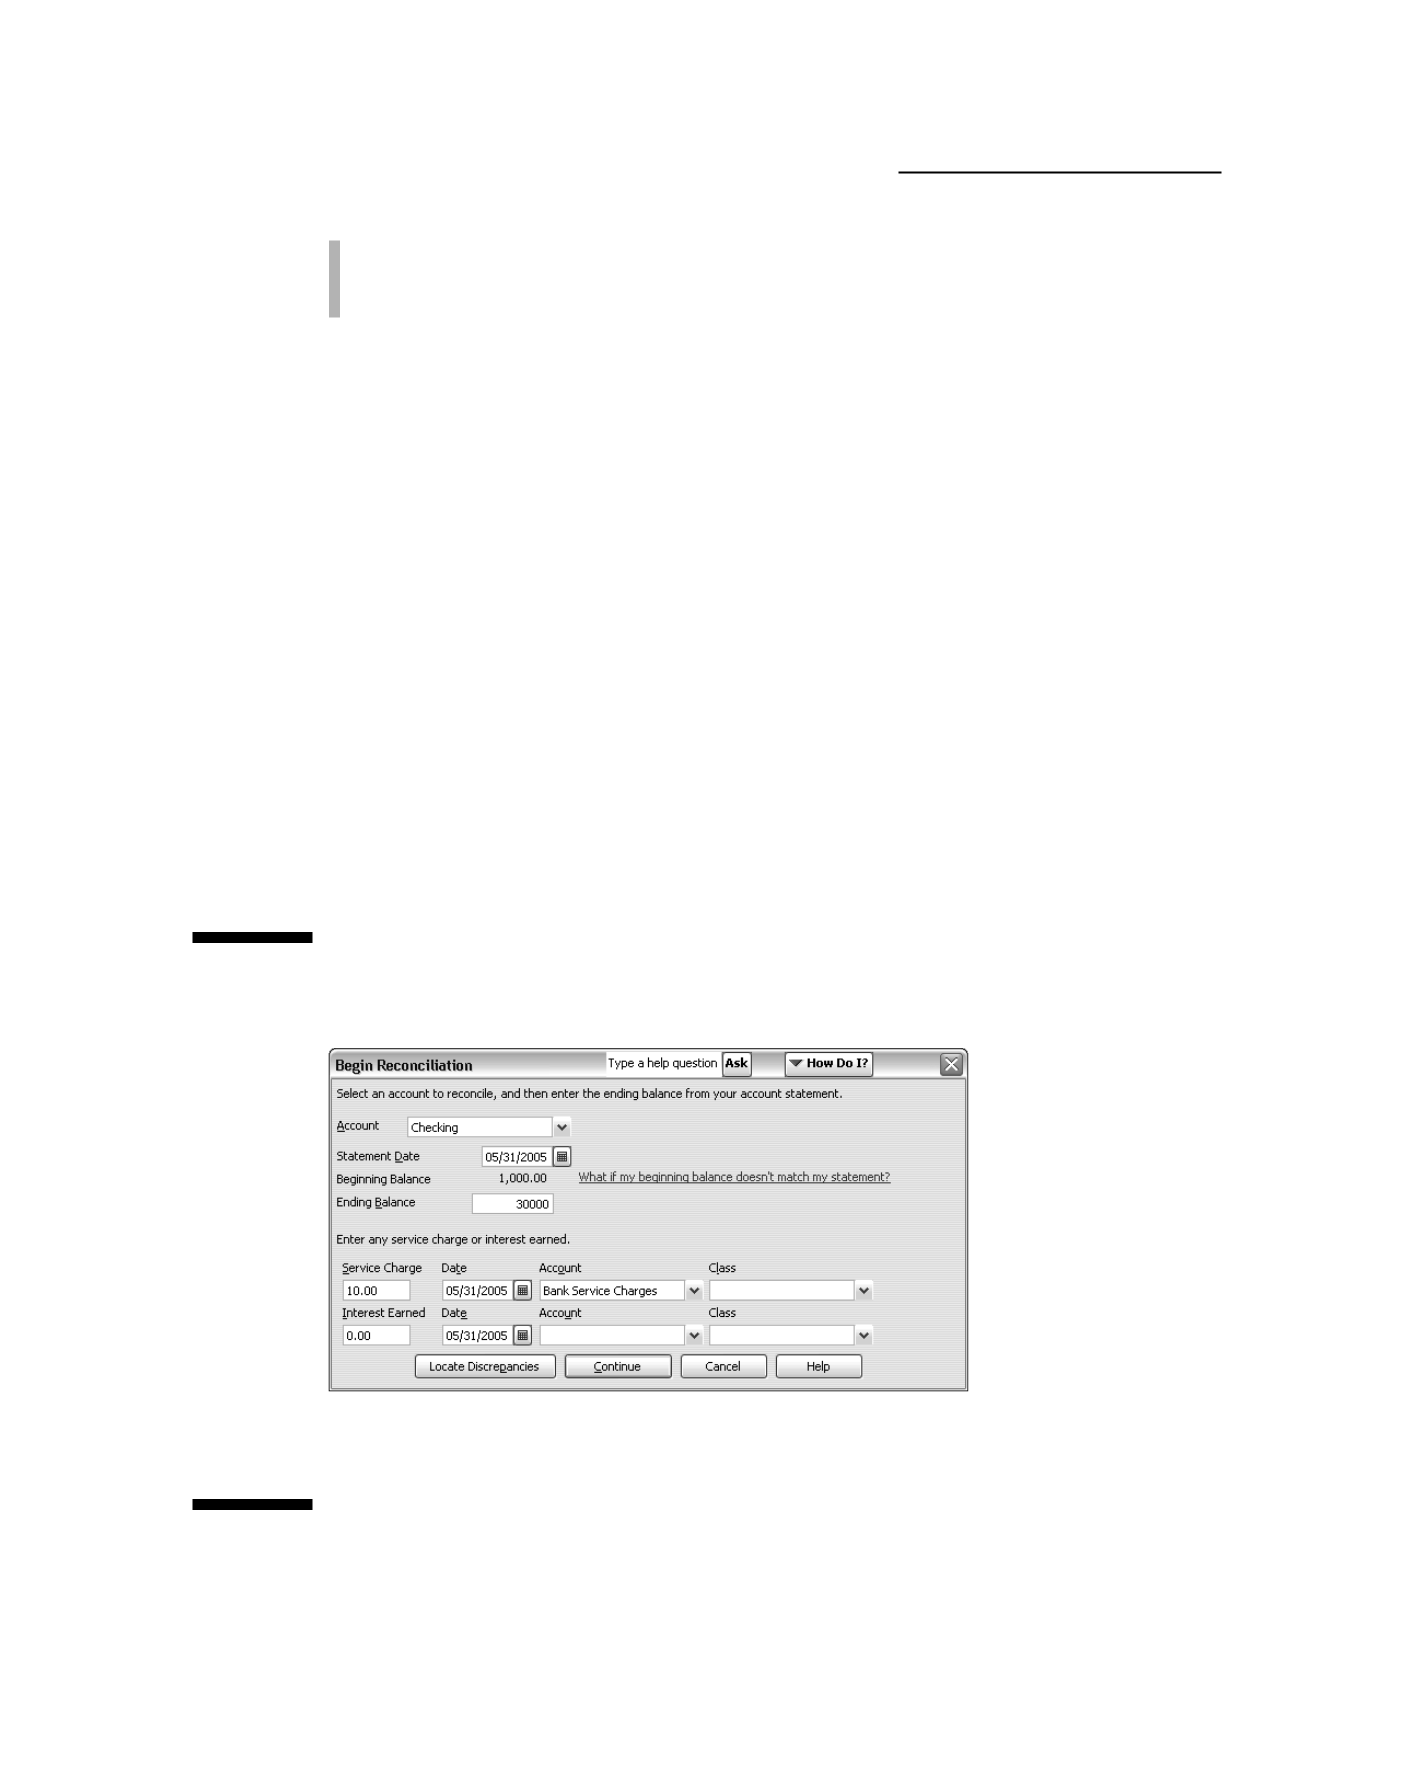 Begin Reconciliation Type a help question Ask How Do I?
Select an account to reconcile, and then enter the ending balance from your account statement.
Account Checking
Statement Date 05/31/2005
Beginning Balance 1,000.00 What if my beginning balance doesn't match my statement?
Ending Balance 30000
Enter any service charge or interest earned.
Service Charge Date Account Class
10.00 05/31/2005 Bank Service Charges
Interest Earned Date Account Class
0.00 05/31/2005
Locate Discrepancies Continue Cancel Help